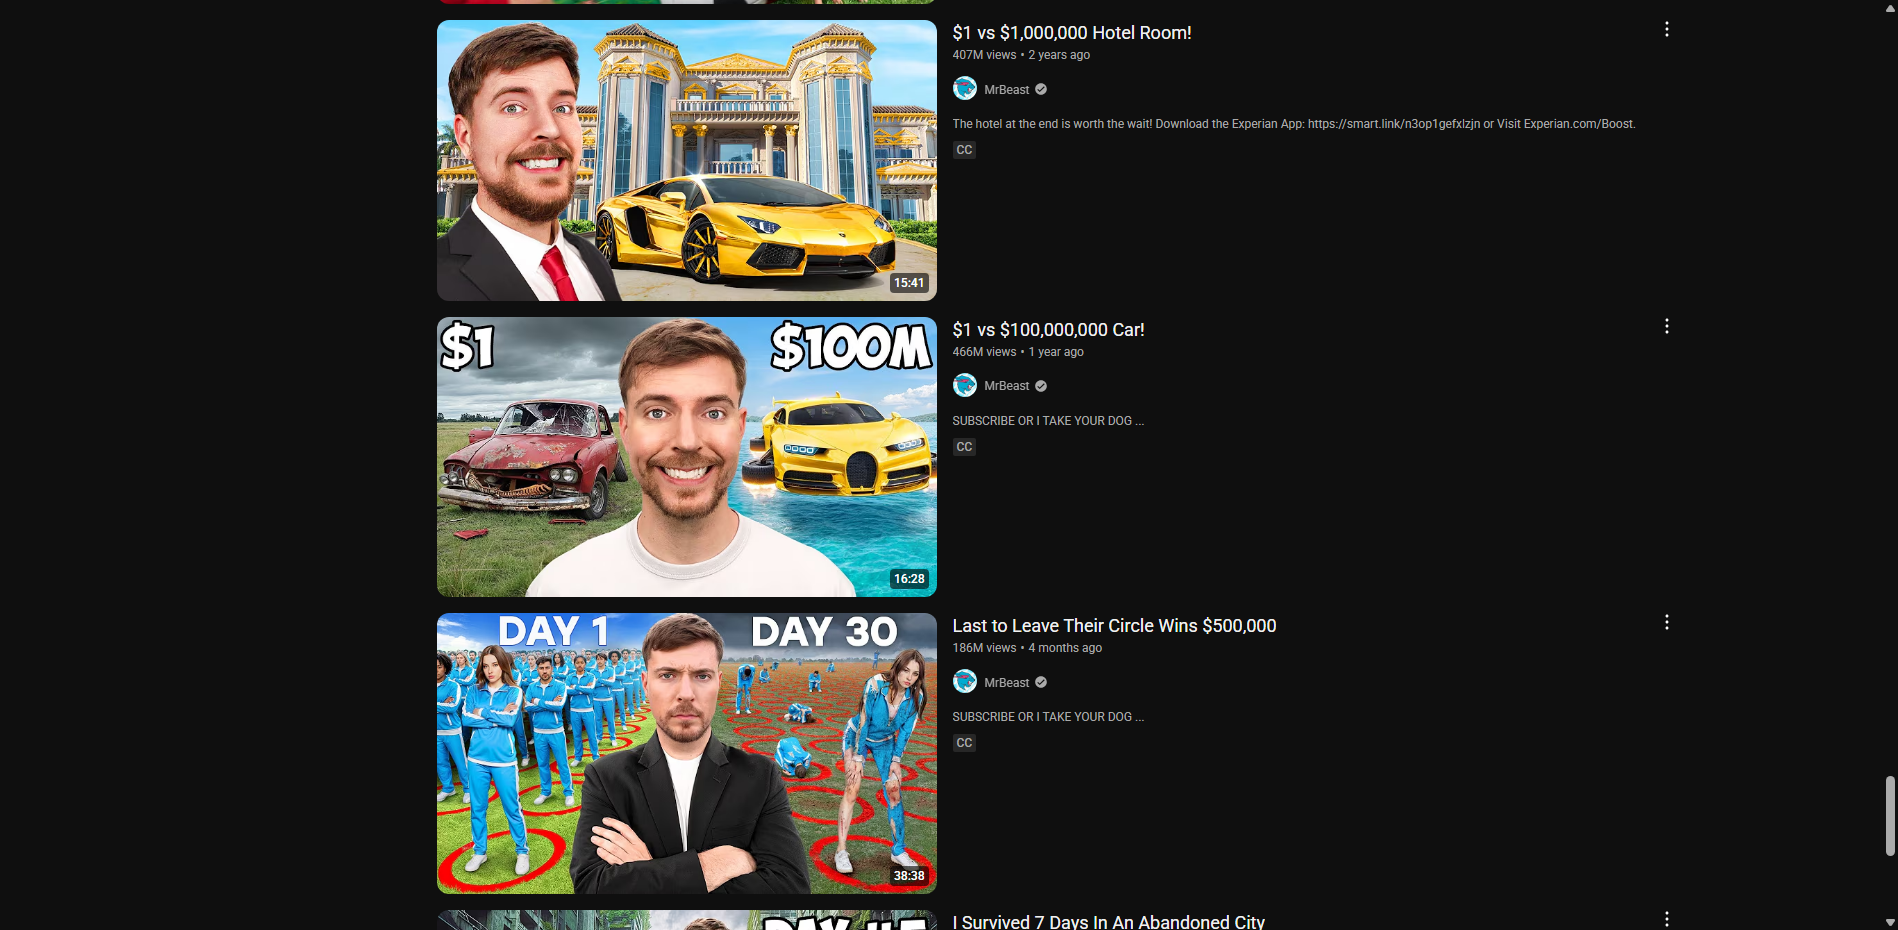 $1 vs $1,000,000 Hotel Room!
407M views • 2 years ago
MrBeast
The hotel at the end is worth the wait! Download the Experian App: https://smart.link/n3op1gefxlzjn or Visit Experian.com/Boost.
CC
15:41
$1
$100M
16:28
$1 vs $100,000,000 Car!
466M views • 1 year ago
MrBeast
SUBSCRIBE OR I TAKE YOUR DOG ...
CC
DAY 1
DAY 30
38:38
Last to Leave Their Circle Wins $500,000
186M views • 4 months ago
MrBeast
SUBSCRIBE OR I TAKE YOUR DOG ...
CC
I Survived 7 Days In An Abandoned City